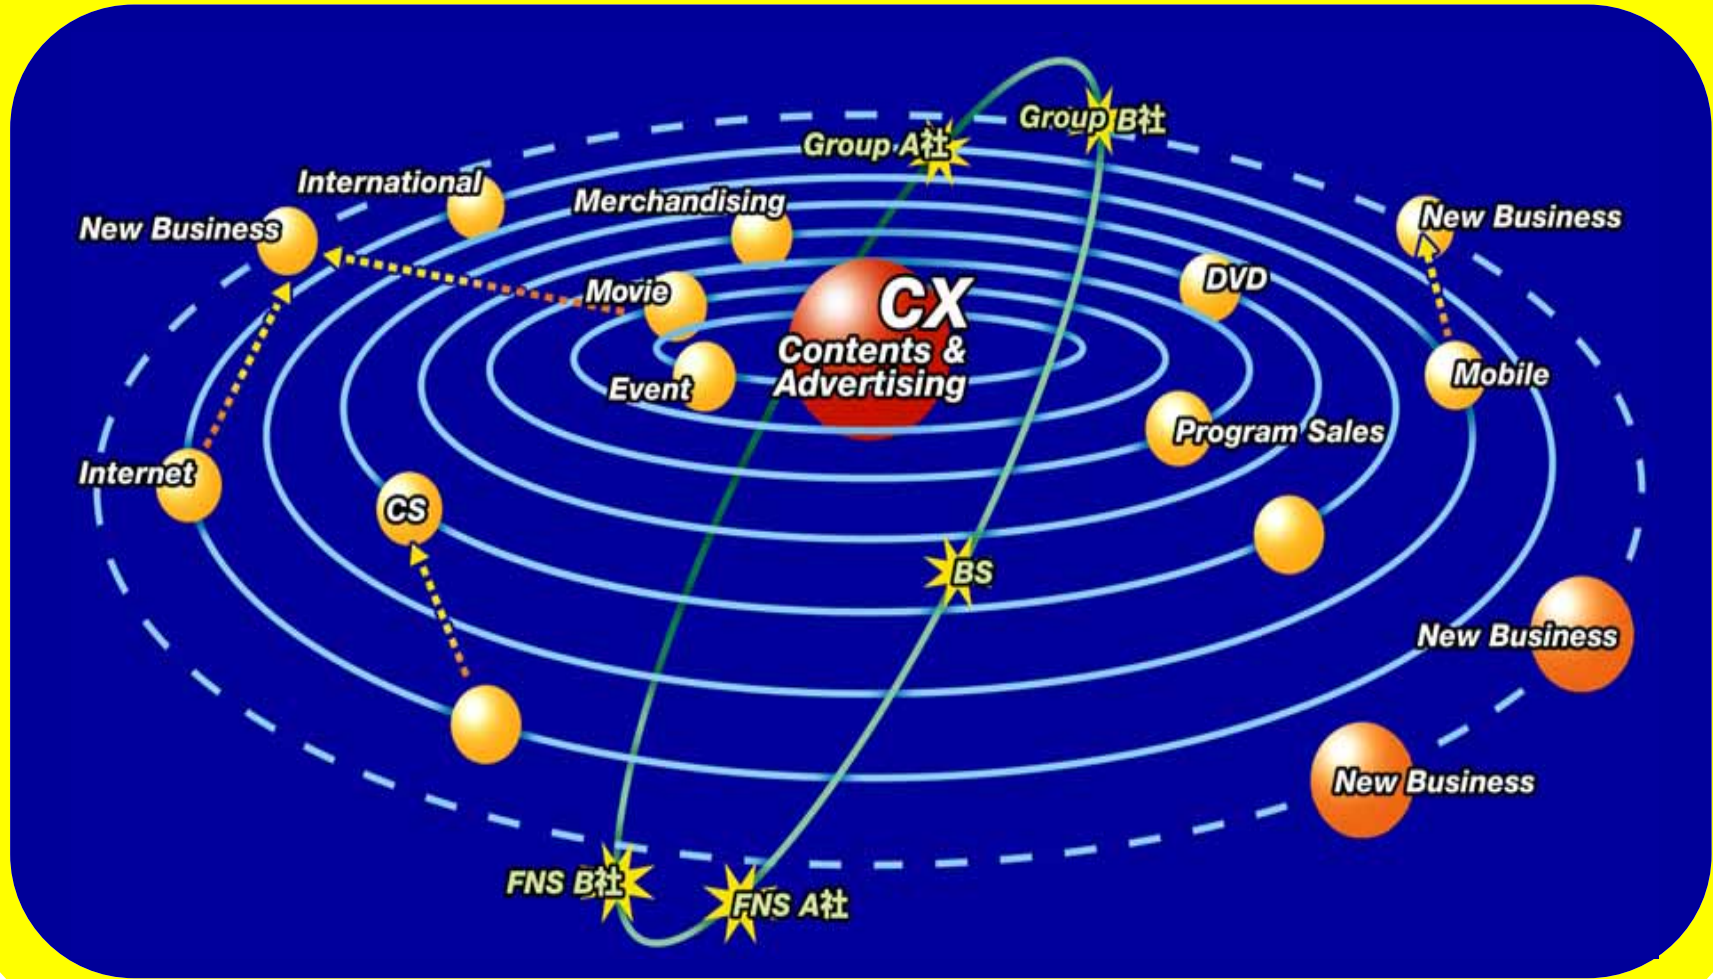 Group B社
Group A社
International
Merchandising
New Business
New Business
DVD
Movie
CX
Contents &
Advertising
Event
Mobile
Program Sales
Internet
CS
BS
New Business
New Business
FNS B社
FNS A社